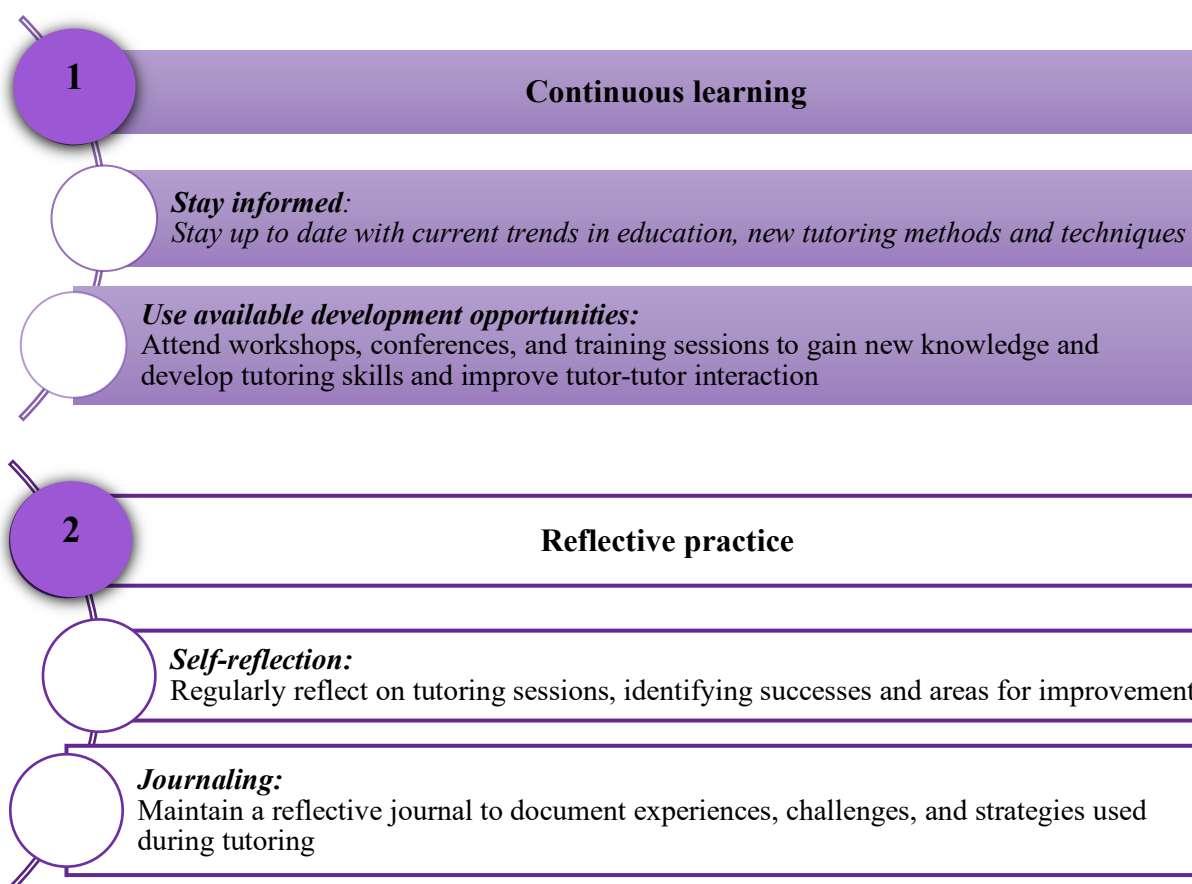 1
Continuous learning
Stay informed:
Stay up to date with current trends in education, new tutoring methods and techniques
Use available development opportunities:
Attend workshops, conferences, and training sessions to gain new knowledge and
develop tutoring skills and improve tutor-tutor interaction
2
Reflective practice
Self-reflection:
Regularly reflect on tutoring sessions, identifying successes and areas for improvement
Journaling:
Maintain a reflective journal to document experiences, challenges, and strategies used
during tutoring